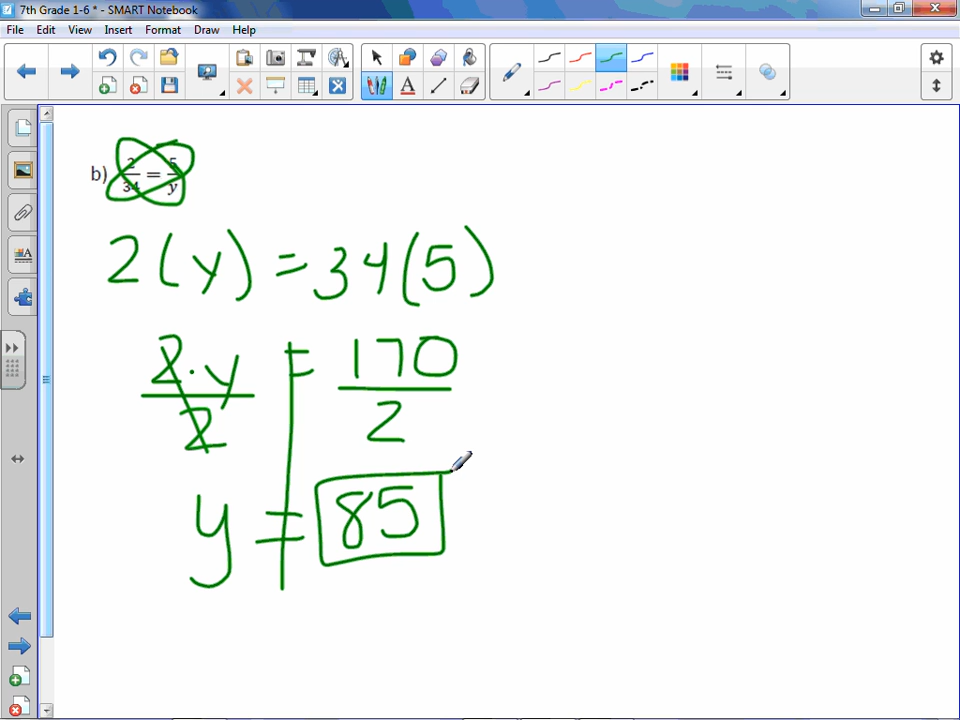 7th Grade 1-6 * - SMART Notebook
File Edit View Insert Format Draw Help
b) 2/34 = 5/y
2(y) = 34(5)
2·y/2 = 170/2
y = 85